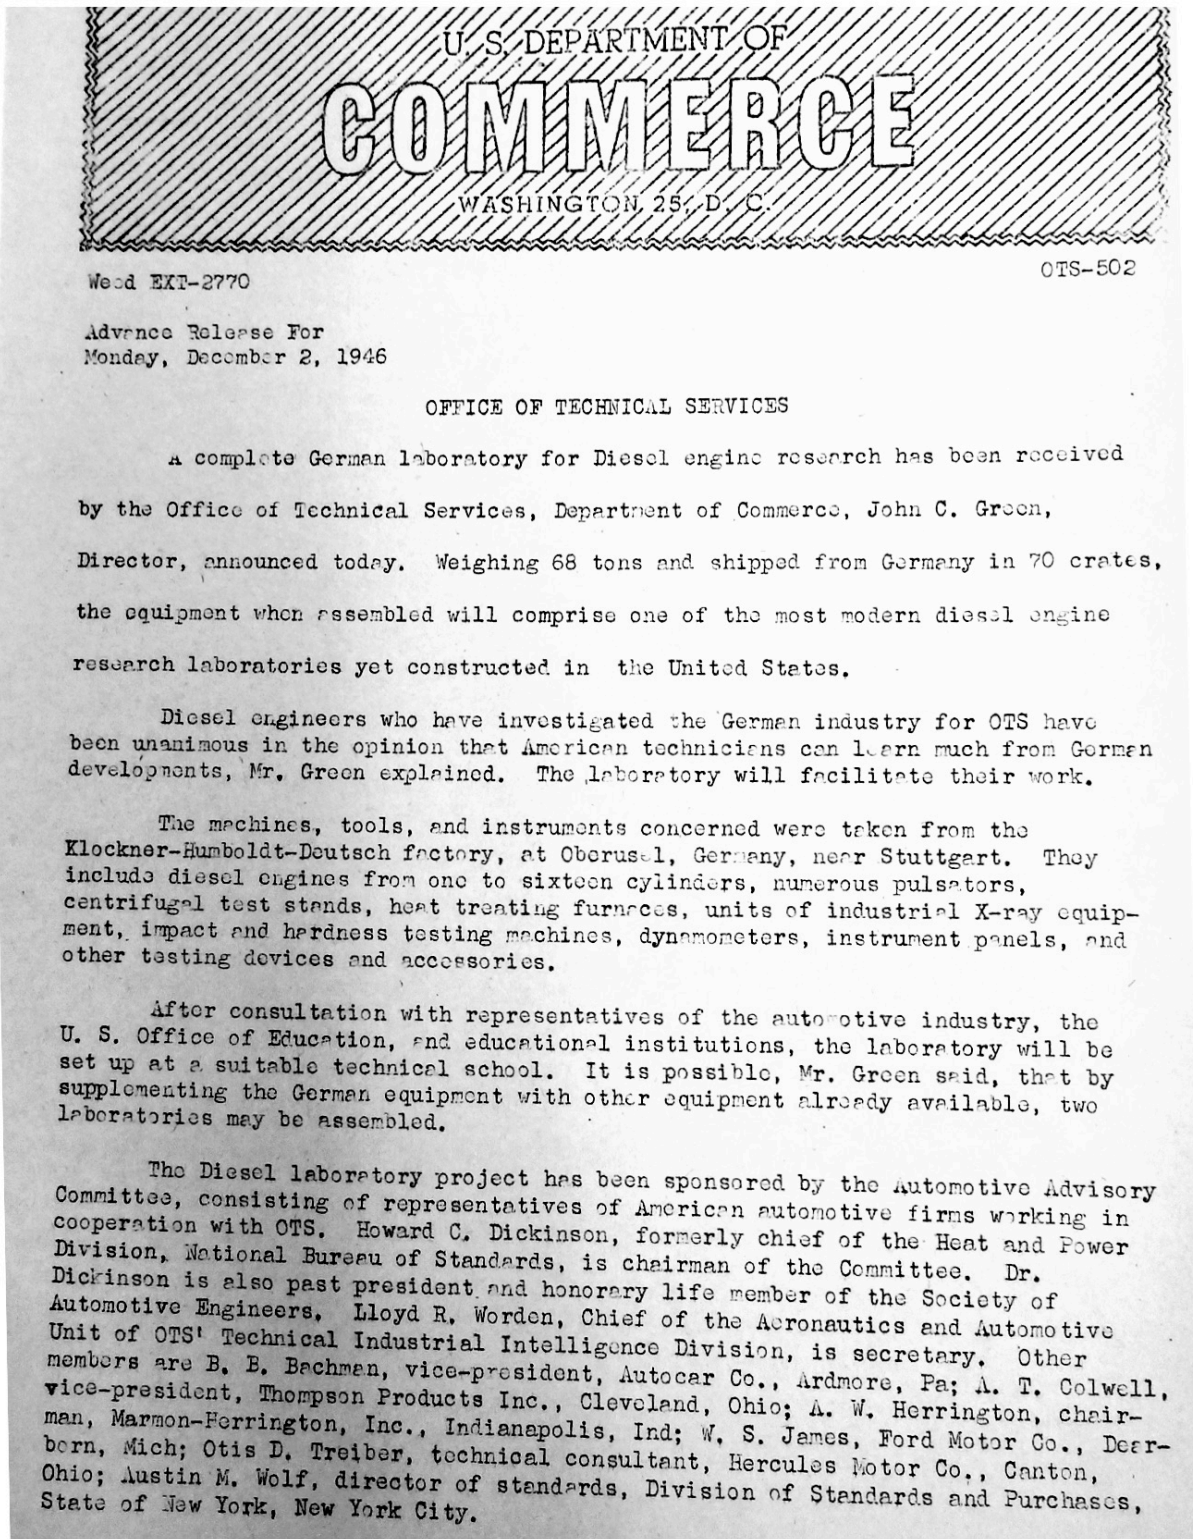 U. S. DEPARTMENT OF
COMMERCE
WASHINGTON, 25, D. C.
OTS-502
Weed EXT-2770
Advance Release For
Monday, December 2, 1946
OFFICE OF TECHNICAL SERVICES
A complete German laboratory for Diesel engine research has been received
by the Office of Technical Services, Department of Commerce, John C. Green,
Director, announced today. Weighing 68 tons and shipped from Germany in 70 crates,
the equipment when assembled will comprise one of the most modern diesel engine
research laboratories yet constructed in the United States.
Diesel engineers who have investigated the German industry for OTS have
been unanimous in the opinion that American technicians can learn much from German
developments, Mr. Green explained. The laboratory will facilitate their work.
The machines, tools, and instruments concerned were taken from the
Klockner-Humboldt-Deutsch factory, at Oberusel, Germany, near Stuttgart. They
include diesel engines from one to sixteen cylinders, numerous pulsators,
centrifugal test stands, heat treating furnaces, units of industrial X-ray equip-
ment, impact and hardness testing machines, dynamometers, instrument panels, and
other testing devices and accessories.
After consultation with representatives of the automotive industry, the
U. S. Office of Education, and educational institutions, the laboratory will be
set up at a suitable technical school. It is possible, Mr. Green said, that by
supplementing the German equipment with other equipment already available, two
laboratories may be assembled.
The Diesel laboratory project has been sponsored by the Automotive Advisory
Committee, consisting of representatives of American automotive firms working in
cooperation with OTS. Howard C. Dickinson, formerly chief of the Heat and Power
Division, National Bureau of Standards, is chairman of the Committee. Dr.
Dickinson is also past president and honorary life member of the Society of
Automotive Engineers. Lloyd R. Worden, Chief of the Aeronautics and Automotive
Unit of OTS' Technical Industrial Intelligence Division, is secretary. Other
members are B. B. Bachman, vice-president, Autocar Co., Ardmore, Pa; A. T. Colwell,
vice-president, Thompson Products Inc., Cleveland, Ohio; A. W. Herrington, chair-
man, Marmon-Herrington, Inc., Indianapolis, Ind; W. S. James, Ford Motor Co., Dear-
born, Mich; Otis D. Treiber, technical consultant, Hercules Motor Co., Canton,
Ohio; Austin M. Wolf, director of standards, Division of Standards and Purchases,
State of New York, New York City.